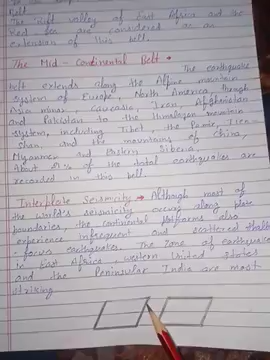 belt.
The rift valley of East Africa and the
Red sea are considered as an
extension of this belt.
The Mid-Continental Belt - The earthquake
belt extends along the Alpine mountain
system of Europe, North America, through
Asia minor, Caucasia, Iran, Afghanistan
and Pakistan to the Himalayan mountain
system, including Tibet, the Pamir, Tien-
shan, and the mountains of China,
Myanmar and Eastern Siberia,
About 21% of the total earthquakes are
recorded in this belt.
Interplate Seismicity → Although most of
the world's seismicity occurs along plate
boundaries, the continental platforms also
experience infrequent and scattered shallow
- focus earthquakes. The zone of earthquakes
in East Africa, western United states
and the Peninsular India are most
striking